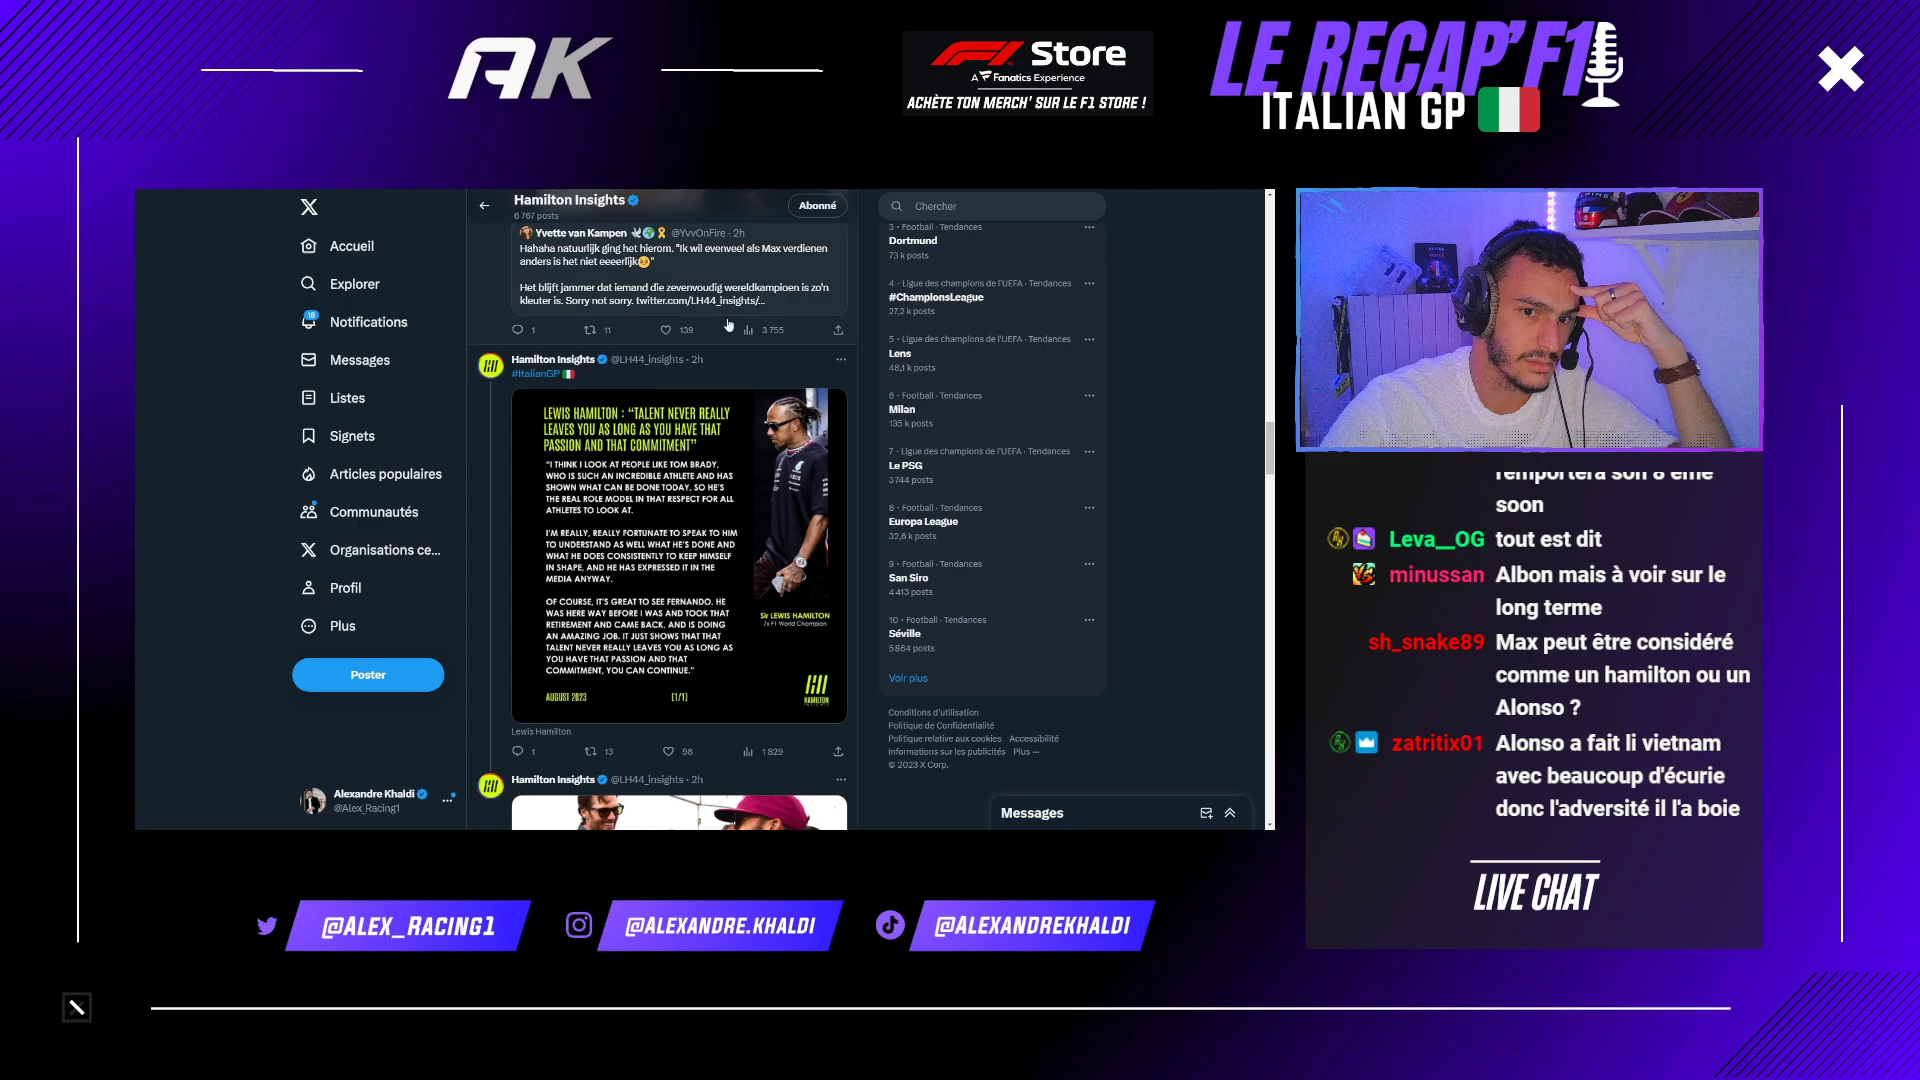 AK
F1 Store
A Fanatics Experience
ACHÈTE TON MERCH' SUR LE F1 STORE !
LE RECAP'F1
ITALIAN GP
Hamilton Insights
6 767 posts
Abonné
Chercher
Accueil
Explorer
18
Notifications
Messages
Listes
Signets
Articles populaires
Communautés
Organisations ce...
Profil
Plus
Poster
Alexandre Khaldi
@Alex_Racing1
Yvette van Kampen @YvvOnFire · 2h
Hahaha natuurlijk ging het hierom. "Ik wil evenveel als Max verdienen
anders is het niet eeeerlijk🥺"
Het blijft jammer dat iemand die zevenvoudig wereldkampioen is zo'n
kleuter is. Sorry not sorry. twitter.com/LH44_insights/...
1 11 139 3 755
Hamilton Insights @LH44_insights · 2h
#ItalianGP
LEWIS HAMILTON : "TALENT NEVER REALLY
LEAVES YOU AS LONG AS YOU HAVE THAT
PASSION AND THAT COMMITMENT"
"I THINK I LOOK AT PEOPLE LIKE TOM BRADY,
WHO IS SUCH AN INCREDIBLE ATHLETE AND HAS
SHOWN WHAT CAN BE DONE TODAY, SO HE'S
THE REAL ROLE MODEL IN THAT RESPECT FOR ALL
ATHLETES TO LOOK AT.
I'M REALLY, REALLY FORTUNATE TO SPEAK TO HIM
TO UNDERSTAND AS WELL WHAT HE'S DONE AND
WHAT HE DOES CONSISTENTLY TO KEEP HIMSELF
IN SHAPE, AND HE HAS EXPRESSED IT IN THE
MEDIA ANYWAY.
OF COURSE, IT'S GREAT TO SEE FERNANDO. HE
WAS HERE WAY BEFORE I WAS AND TOOK THAT
RETIREMENT AND CAME BACK, AND IS DOING
AN AMAZING JOB. IT JUST SHOWS THAT THAT
TALENT NEVER REALLY LEAVES YOU AS LONG AS
YOU HAVE THAT PASSION AND THAT
COMMITMENT, YOU CAN CONTINUE."
AUGUST 2023
[1/1]
Sir LEWIS HAMILTON
7x F1 World Champion
HAMILTON
Lewis Hamilton
1 13 98 1 829
Hamilton Insights @LH44_insights · 2h
3 · Football · Tendances
Dortmund
73 k posts
4 · Ligue des champions de l'UEFA · Tendances
#ChampionsLeague
27,2 k posts
5 · Ligue des champions de l'UEFA · Tendances
Lens
48,1 k posts
6 · Football · Tendances
Milan
135 k posts
7 · Ligue des champions de l'UEFA · Tendances
Le PSG
3 744 posts
8 · Football · Tendances
Europa League
32,6 k posts
9 · Football · Tendances
San Siro
4 413 posts
10 · Football · Tendances
Séville
5 864 posts
Voir plus
Conditions d'utilisation
Politique de Confidentialité
Politique relative aux cookies Accessibilité
Informations sur les publicités Plus ···
© 2023 X Corp.
Messages
remportera son 8 eme
soon
Leva__OG tout est dit
minussan Albon mais à voir sur le
long terme
sh_snake89 Max peut être considéré
comme un hamilton ou un
Alonso ?
zatritix01 Alonso a fait li vietnam
avec beaucoup d'écurie
donc l'adversité il l'a boie
LIVE CHAT
@ALEX_RACING1
@ALEXANDRE.KHALDI
@ALEXANDREKHALDI